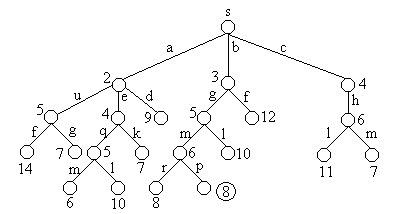 s
a b c
2 3 4
u e d g f h
5 4 9 5 12 6
f g q k m l l m
14 7 5 7 6 10 11 7
m l r p
6 10 8 8